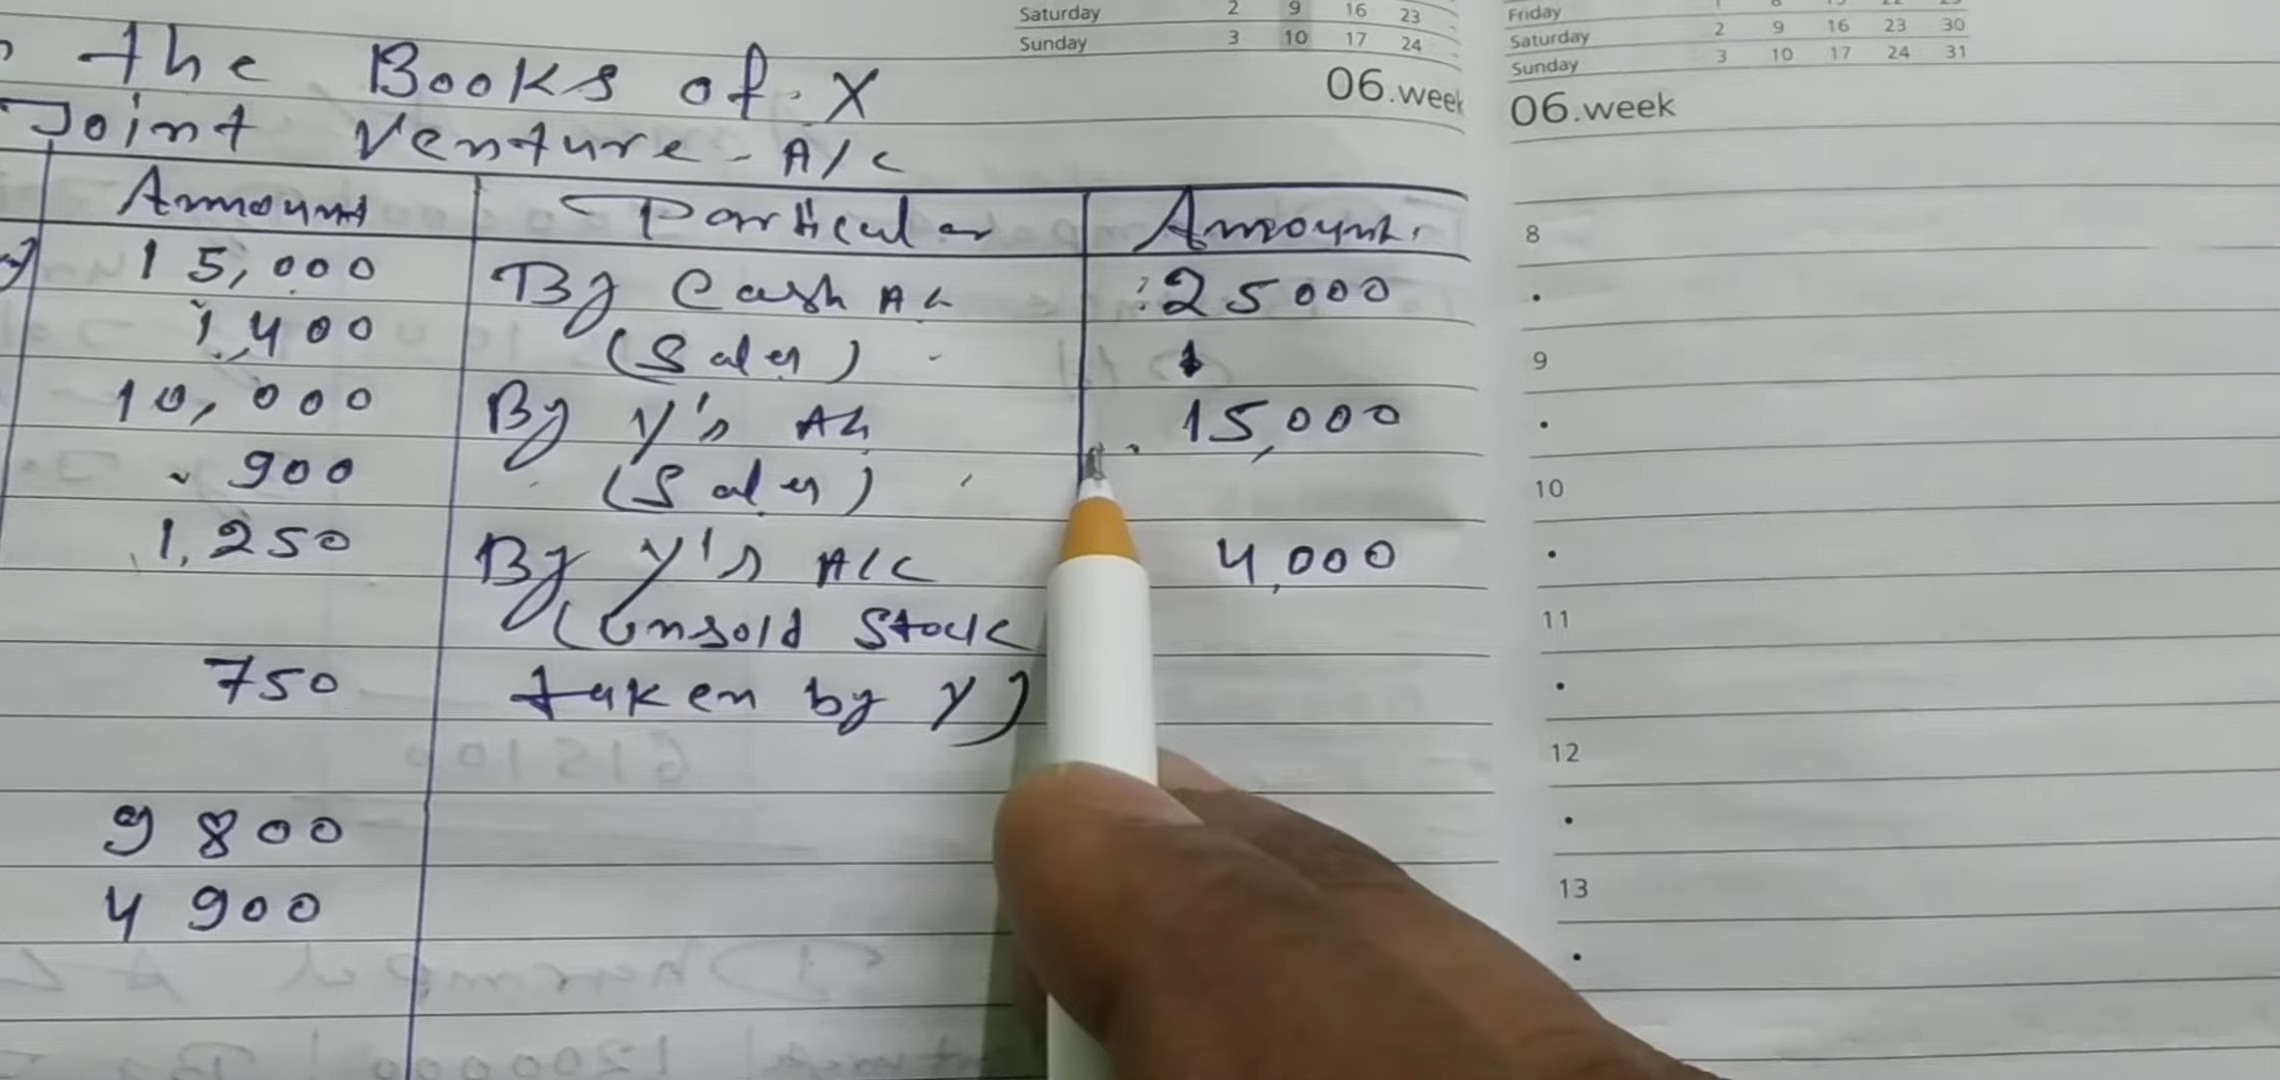 Saturday 2 9 16 23
Sunday 3 10 17 24
06.week
Friday
Saturday 2 9 16 23 30
Sunday 3 10 17 24 31
06.week
the Books of X
Joint Venture A/c
Amount Particular Amount
15,000 By Cash A/c 25000
1,400 (Sales)
10,000 By Y's A/c 15,000
900 (Sales)
1,250 By Y's A/c 4,000
(Unsold Stock
750 taken by Y)
9800
4900
8
9
10
11
12
13